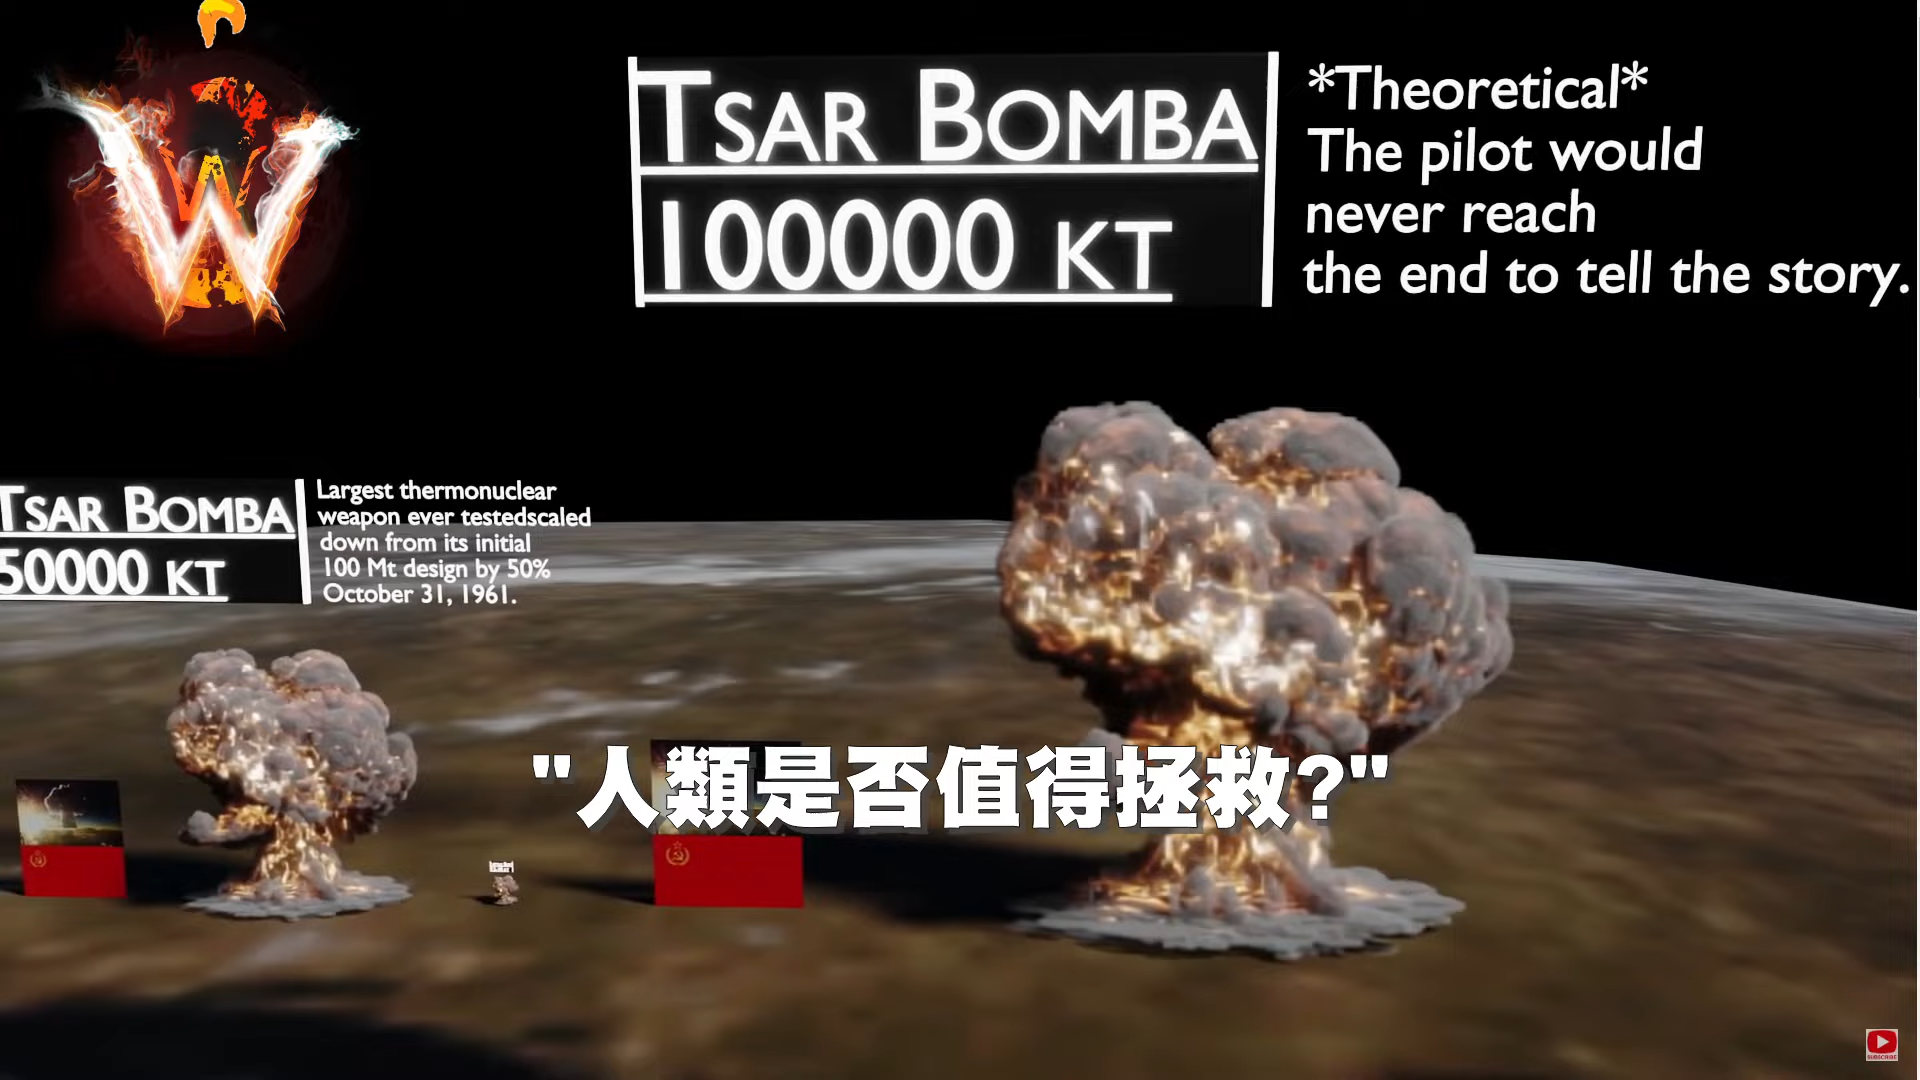 W
TSAR BOMBA
100000 KT
*Theoretical*
The pilot would
never reach
the end to tell the story.
TSAR BOMBA
50000 KT
Largest thermonuclear
weapon ever testedscaled
down from its initial
100 Mt design by 50%
October 31, 1961.
"人類是否值得拯救?"
SUBSCRIBE